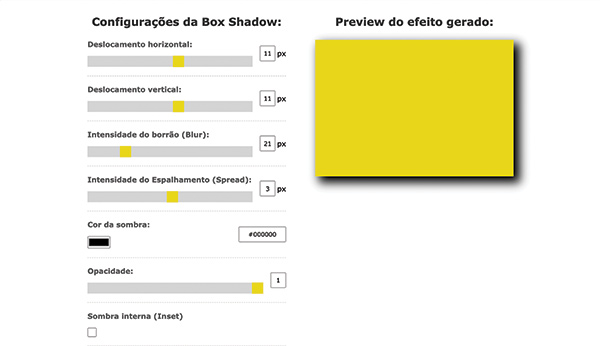 Configurações da Box Shadow:
Deslocamento horizontal:
11 px
Deslocamento vertical:
11 px
Intensidade do borrão (Blur):
21 px
Intensidade do Espalhamento (Spread):
3 px
Cor da sombra:
#000000
Opacidade:
1
Sombra interna (Inset)
Preview do efeito gerado: